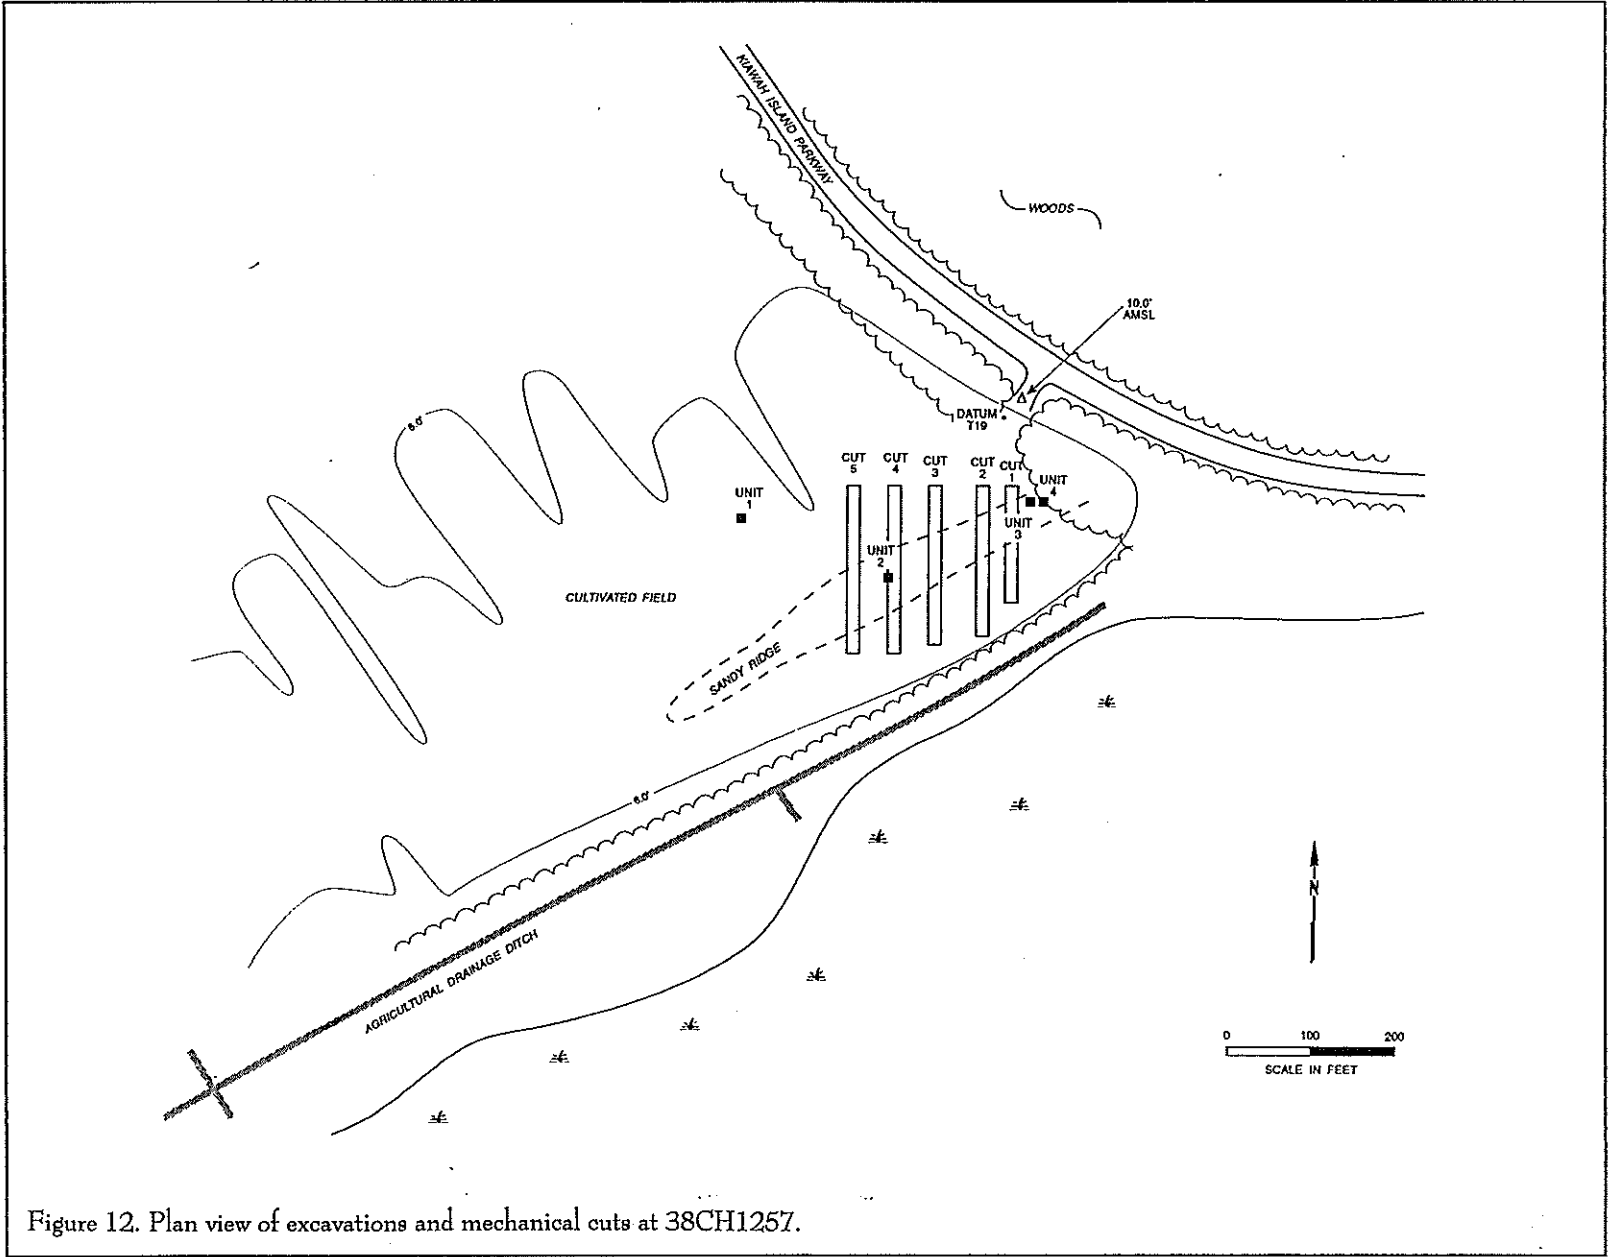 KIAWAH ISLAND PARKWAY
WOODS
10.0'
AMSL
DATUM
719
6.0'
CUT
5
CUT
4
CUT
3
CUT
2
CUT
1
UNIT
4
UNIT
1
UNIT
3
UNIT
2
CULTIVATED FIELD
SANDY RIDGE
6.0'
AGRICULTURAL DRAINAGE DITCH
N
0 100 200
SCALE IN FEET
Figure 12. Plan view of excavations and mechanical cuts at 38CH1257.